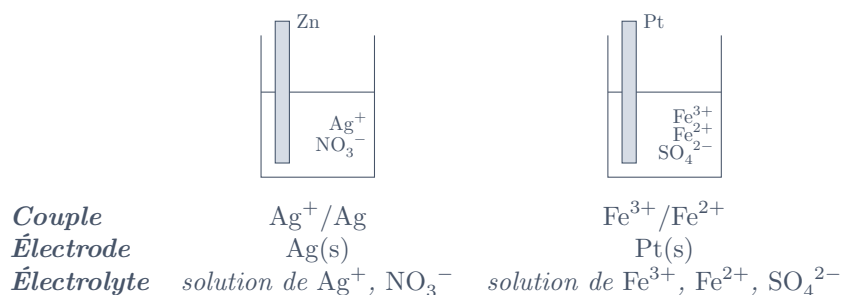 Zn Pt
Ag⁺ Fe³⁺
NO₃⁻ Fe²⁺
SO₄²⁻
Couple Ag⁺/Ag Fe³⁺/Fe²⁺
Électrode Ag(s) Pt(s)
Électrolyte solution de Ag⁺, NO₃⁻ solution de Fe³⁺, Fe²⁺, SO₄²⁻